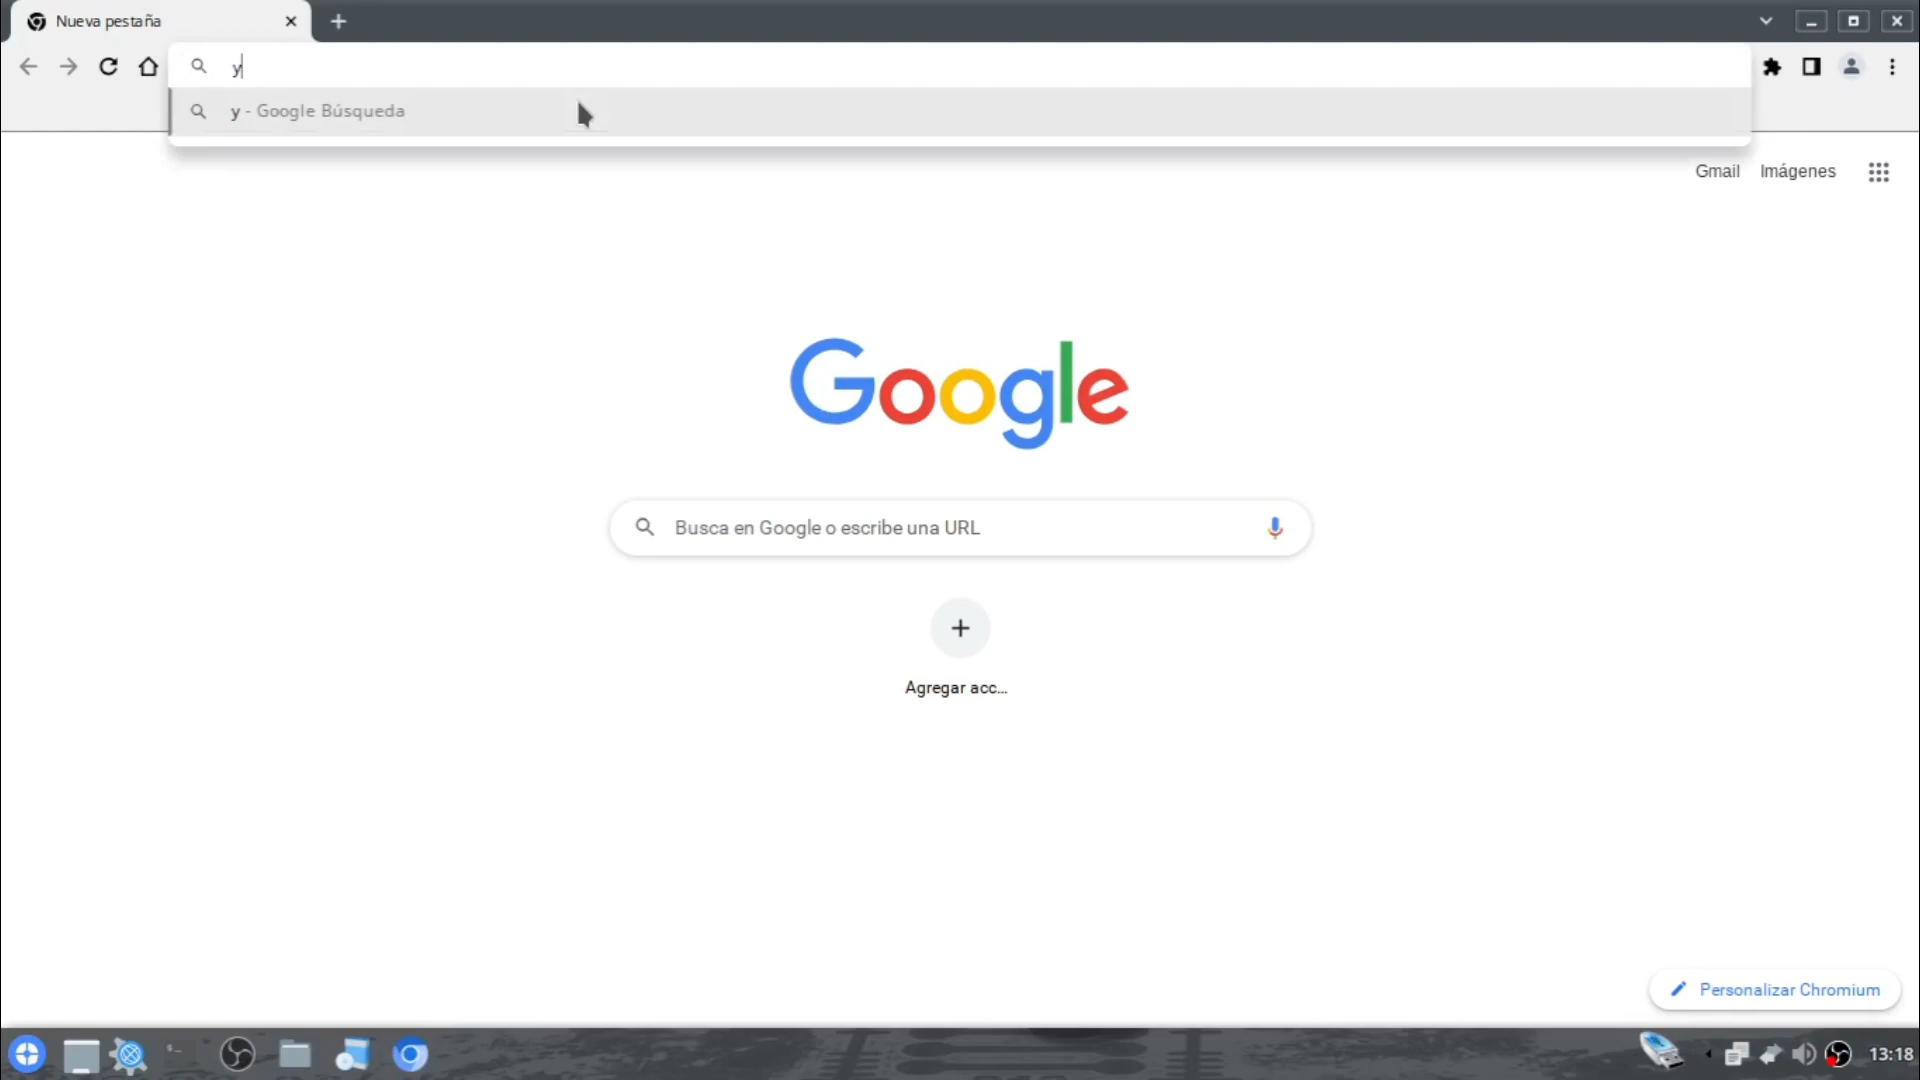 Nueva pestaña
y
y - Google Búsqueda
Gmail Imágenes
Google
Busca en Google o escribe una URL
Agregar acc...
Personalizar Chromium
13:18